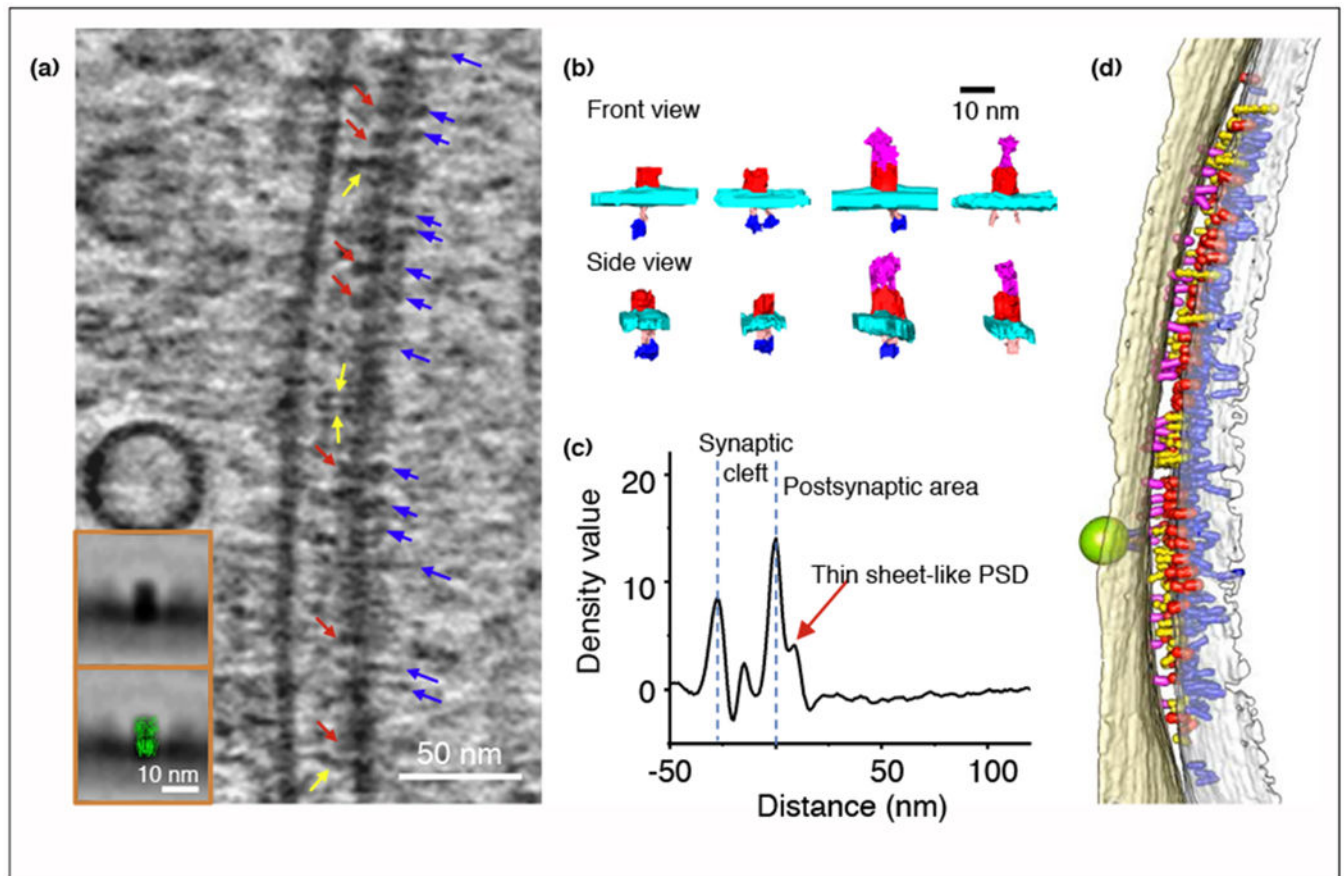 (a)
50 nm
10 nm
(b)
10 nm
Front view
Side view
(c)
Synaptic
cleft
Postsynaptic area
Thin sheet-like PSD
Density value
20
10
0
-50
0
50
100
Distance (nm)
(d)